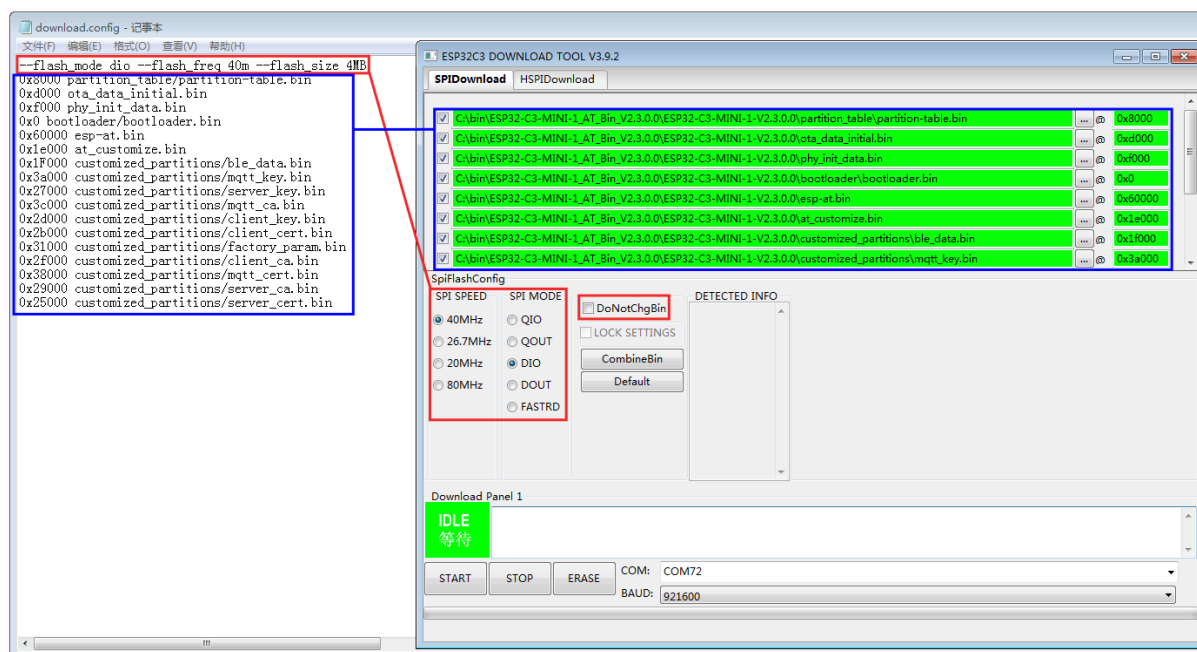 download.config - 记事本
文件(F) 编辑(E) 格式(O) 查看(V) 帮助(H)
--flash_mode dio --flash_freq 40m --flash_size 4MB
0x8000 partition_table/partition-table.bin
0xd000 ota_data_initial.bin
0xf000 phy_init_data.bin
0x0 bootloader/bootloader.bin
0x60000 esp-at.bin
0x1e000 at_customize.bin
0x1F000 customized_partitions/ble_data.bin
0x3a000 customized_partitions/mqtt_key.bin
0x27000 customized_partitions/server_key.bin
0x3c000 customized_partitions/mqtt_ca.bin
0x2d000 customized_partitions/client_key.bin
0x2b000 customized_partitions/client_cert.bin
0x31000 customized_partitions/factory_param.bin
0x2f000 customized_partitions/client_ca.bin
0x38000 customized_partitions/mqtt_cert.bin
0x29000 customized_partitions/server_ca.bin
0x25000 customized_partitions/server_cert.bin
ESP32C3 DOWNLOAD TOOL V3.9.2
SPIDownload HSPIDownload
C:\bin\ESP32-C3-MINI-1_AT_Bin_V2.3.0.0\ESP32-C3-MINI-1-V2.3.0.0\partition_table\partition-table.bin ... @ 0x8000
C:\bin\ESP32-C3-MINI-1_AT_Bin_V2.3.0.0\ESP32-C3-MINI-1-V2.3.0.0\ota_data_initial.bin ... @ 0xd000
C:\bin\ESP32-C3-MINI-1_AT_Bin_V2.3.0.0\ESP32-C3-MINI-1-V2.3.0.0\phy_init_data.bin ... @ 0xf000
C:\bin\ESP32-C3-MINI-1_AT_Bin_V2.3.0.0\ESP32-C3-MINI-1-V2.3.0.0\bootloader\bootloader.bin ... @ 0x0
C:\bin\ESP32-C3-MINI-1_AT_Bin_V2.3.0.0\ESP32-C3-MINI-1-V2.3.0.0\esp-at.bin ... @ 0x60000
C:\bin\ESP32-C3-MINI-1_AT_Bin_V2.3.0.0\ESP32-C3-MINI-1-V2.3.0.0\at_customize.bin ... @ 0x1e000
C:\bin\ESP32-C3-MINI-1_AT_Bin_V2.3.0.0\ESP32-C3-MINI-1-V2.3.0.0\customized_partitions\ble_data.bin ... @ 0x1f000
C:\bin\ESP32-C3-MINI-1_AT_Bin_V2.3.0.0\ESP32-C3-MINI-1-V2.3.0.0\customized_partitions\mqtt_key.bin ... @ 0x3a000
SpiFlashConfig
SPI SPEED SPI MODE DETECTED INFO
DoNotChgBin
40MHz QIO
LOCK SETTINGS
26.7MHz QOUT
CombineBin
20MHz DIO
Default
80MHz DOUT
FASTRD
Download Panel 1
IDLE
等待
START STOP ERASE
COM: COM72
BAUD: 921600